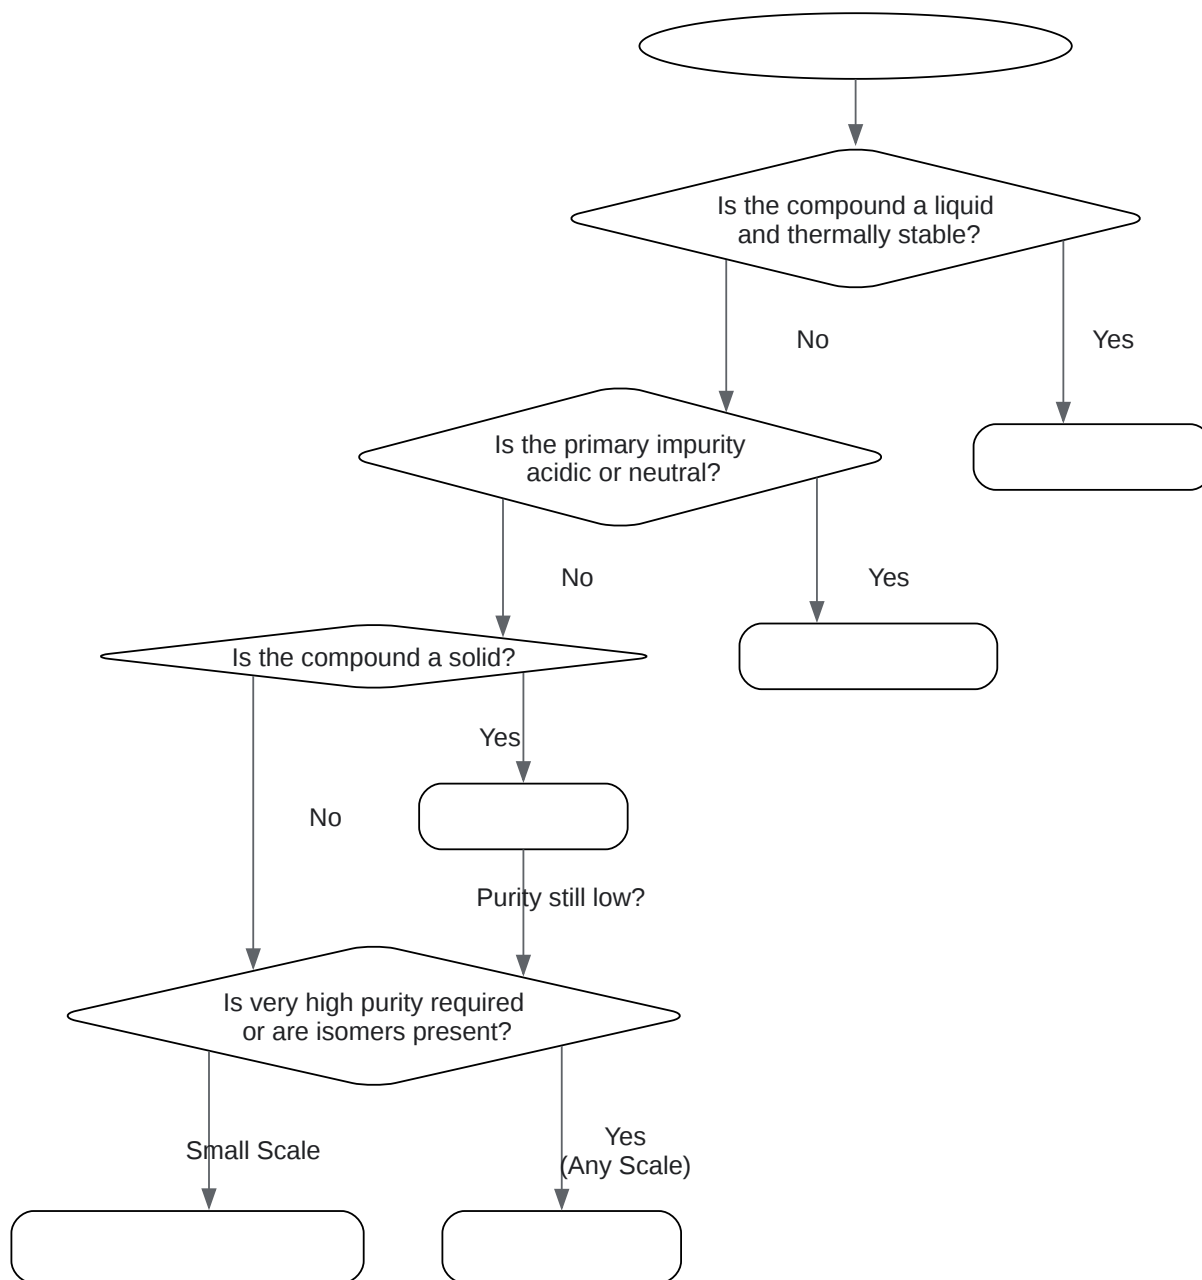 Is the compound a liquid
and thermally stable?
No
Yes
Is the primary impurity
acidic or neutral?
No
Yes
Is the compound a solid?
Yes
No
Purity still low?
Is very high purity required
or are isomers present?
Small Scale
Yes
(Any Scale)